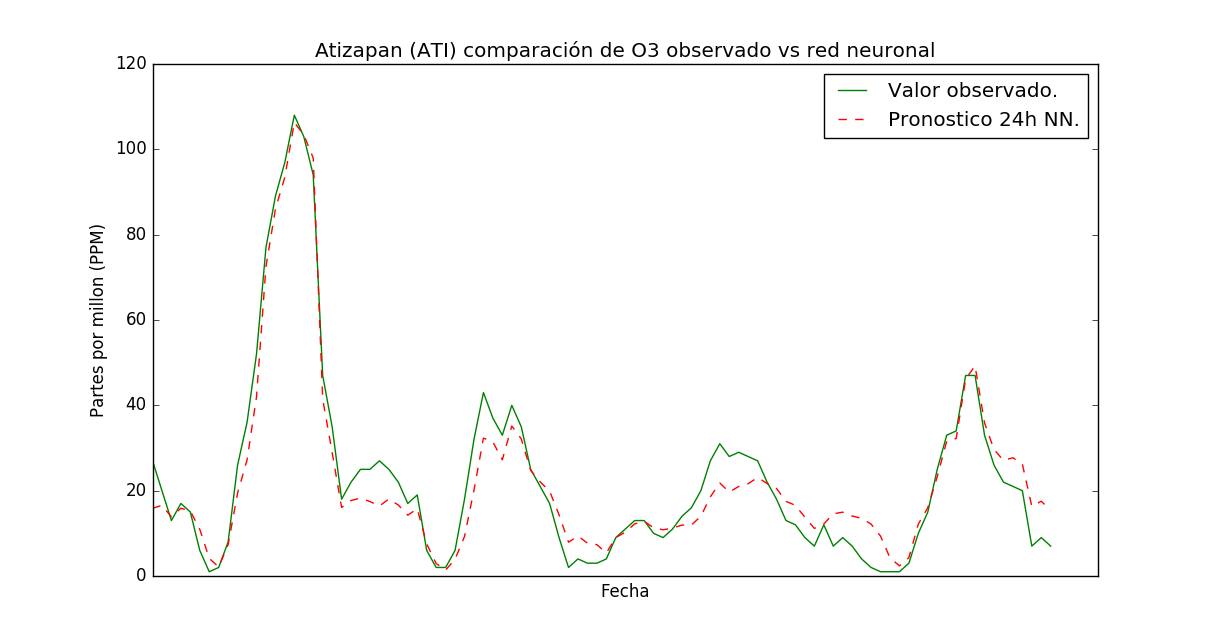 Atizapan (ATI) comparación de O3 observado vs red neuronal
120
100
80
60
40
20
0
Partes por millon (PPM)
Valor observado.
Pronostico 24h NN.
Fecha